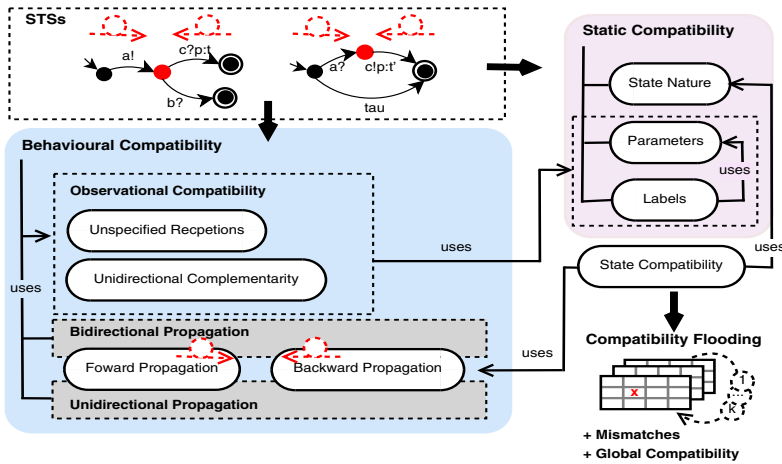 STSs
a!
c?p:t
b?
a?
c!p:t'
tau
Static Compatibility
State Nature
Parameters
uses
Labels
Behavioural Compatibility
Observational Compatibility
Unspecified Recpetions
Unidirectional Complementarity
uses
uses
uses
State Compatibility
Bidirectional Propagation
Foward Propagation
Backward Propagation
uses
Unidirectional Propagation
Compatibility Flooding
x
1
...
k
+ Mismatches
+ Global Compatibility